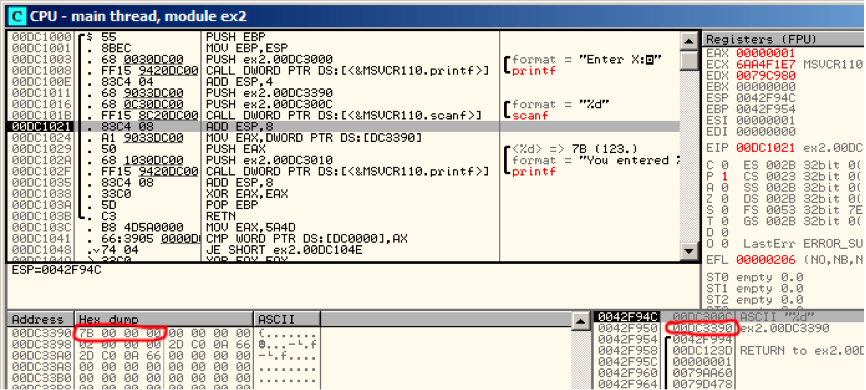 CPU - main thread, module ex2
00DC1000 $ 55 PUSH EBP
00DC1001 . 8BEC MOV EBP,ESP
00DC1003 . 68 0030DC00 PUSH ex2.00DC3000 format = "Enter X:
00DC1008 . FF15 9420DC00 CALL DWORD PTR DS:[<&MSVCR110.printf>] printf
00DC100E . 83C4 04 ADD ESP,4
00DC1011 . 68 9033DC00 PUSH ex2.00DC3390
00DC1016 . 68 0C30DC00 PUSH ex2.00DC300C format = "%d"
00DC101B . FF15 8C20DC00 CALL DWORD PTR DS:[<&MSVCR110.scanf>] scanf
00DC1021 . 83C4 08 ADD ESP,8
00DC1024 . A1 9033DC00 MOV EAX,DWORD PTR DS:[DC3390]
00DC1029 . 50 PUSH EAX <%d> => 7B (123.)
00DC102A . 68 1030DC00 PUSH ex2.00DC3010 format = "You entered
00DC102F . FF15 9420DC00 CALL DWORD PTR DS:[<&MSVCR110.printf>] printf
00DC1035 . 83C4 08 ADD ESP,8
00DC1038 . 33C0 XOR EAX,EAX
00DC103A . 5D POP EBP
00DC103B . C3 RETN
00DC103C . B8 4D5A0000 MOV EAX,5A4D
00DC1041 . 66:3905 0000D CMP WORD PTR DS:[DC0000],AX
00DC1048 . 74 04 JE SHORT ex2.00DC104E
ESP=0042F94C
Registers (FPU)
EAX 00000001
ECX 6AA4F1E7 MSVCR110
EDX 0079C980
EBX 00000000
ESP 0042F94C
EBP 0042F954
ESI 00000001
EDI 00000000
EIP 00DC1021 ex2.00DC
C 0 ES 002B 32bit 0(
P 1 CS 0023 32bit 0(
A 0 SS 002B 32bit 0(
Z 0 DS 002B 32bit 0(
S 0 FS 0053 32bit 7E
T 0 GS 002B 32bit 0(
D 0
O 0 LastErr ERROR_SU
EFL 00000206 (NO,NB,N
ST0 empty 0.0
ST1 empty 0.0
ST2 empty 0.0
Address Hex dump ASCII
00DC3390 7B 00 00 00 00 00 00 00 {.......
00DC3398 02 00 00 00 2D C0 0A 66
00DC33A0 2D C0 0A 66 00 00 00 00
00DC33A8 00 00 00 00 00 00 00 00 ........
00DC33B0 00 00 00 00 00 00 00 00 ........
0042F94C 00DC300C ASCII "%d"
0042F950 00DC3390 ex2.00DC3390
0042F954 0042F994
0042F958 00DC123D RETURN to ex2.00D
0042F95C 00000001
0042F960 0079AA60
0042F964 0079D478